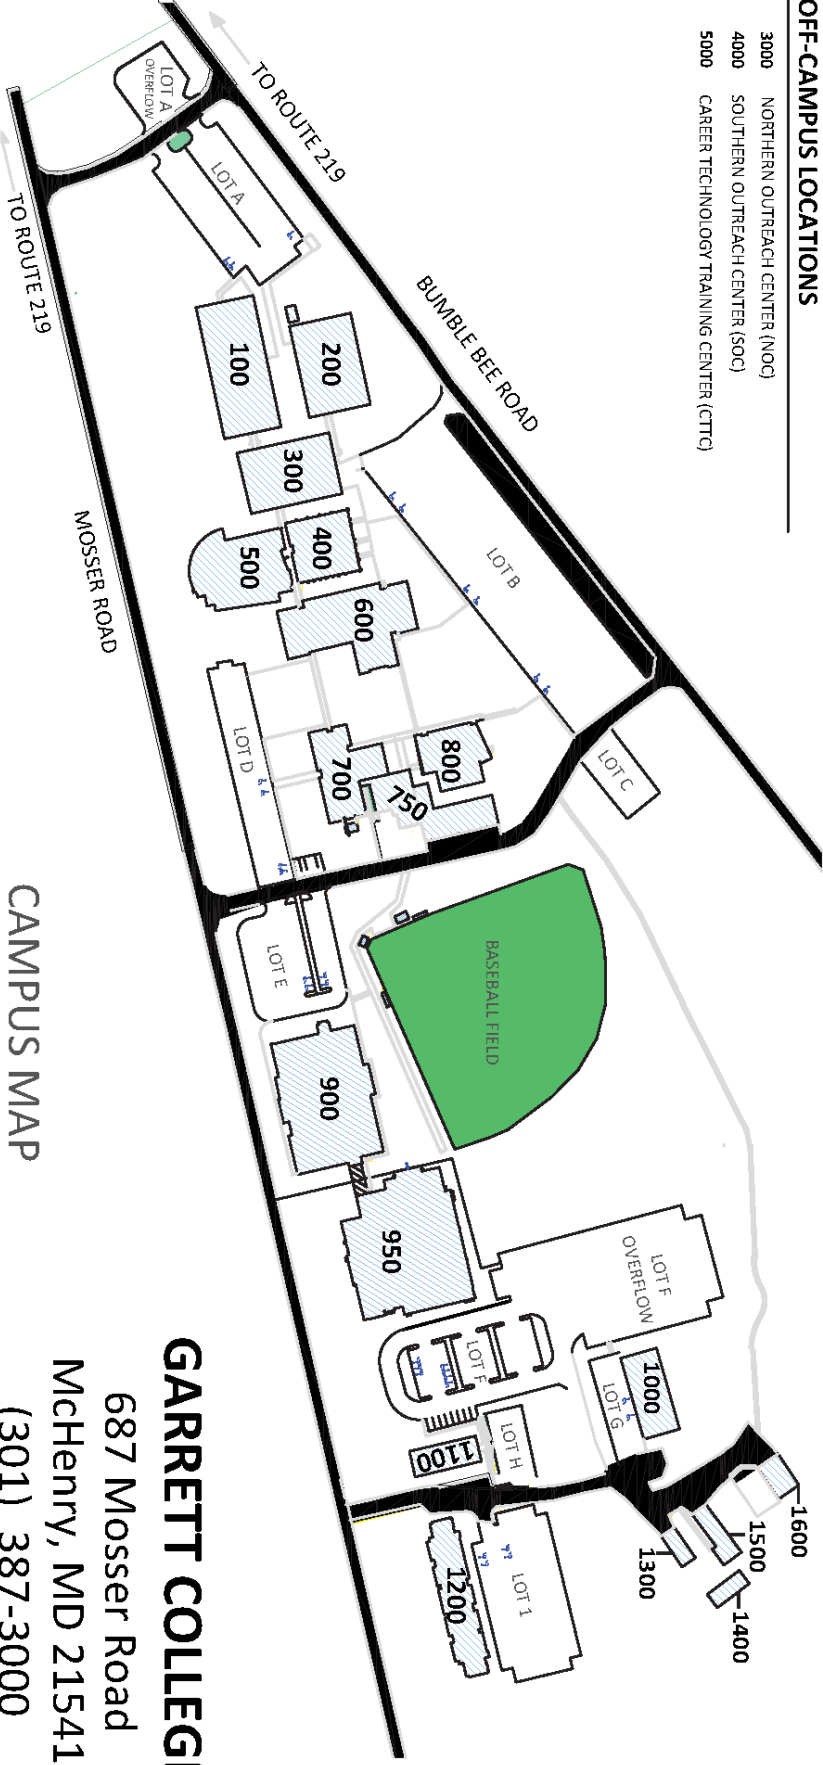 OFF-CAMPUS LOCATIONS
3000 NORTHERN OUTREACH CENTER (NOC)
4000 SOUTHERN OUTREACH CENTER (SOC)
5000 CAREER TECHNOLOGY TRAINING CENTER (CTTC)
TO ROUTE 219
BUMBLE BEE ROAD
LOT A
OVERFLOW
LOT A
200
100
300
400
500
600
LOT B
LOT C
800
750
700
LOT D
TO ROUTE 219
MOSSER ROAD
BASEBALL FIELD
LOT E
900
950
LOT F
OVERFLOW
LOT F
1000
LOT G
LOT H
1100
1600
1500
1400
1300
LOT 1
1200
CAMPUS MAP
GARRETT COLLEG
687 Mosser Road
McHenry, MD 21541
(301) 387-3000